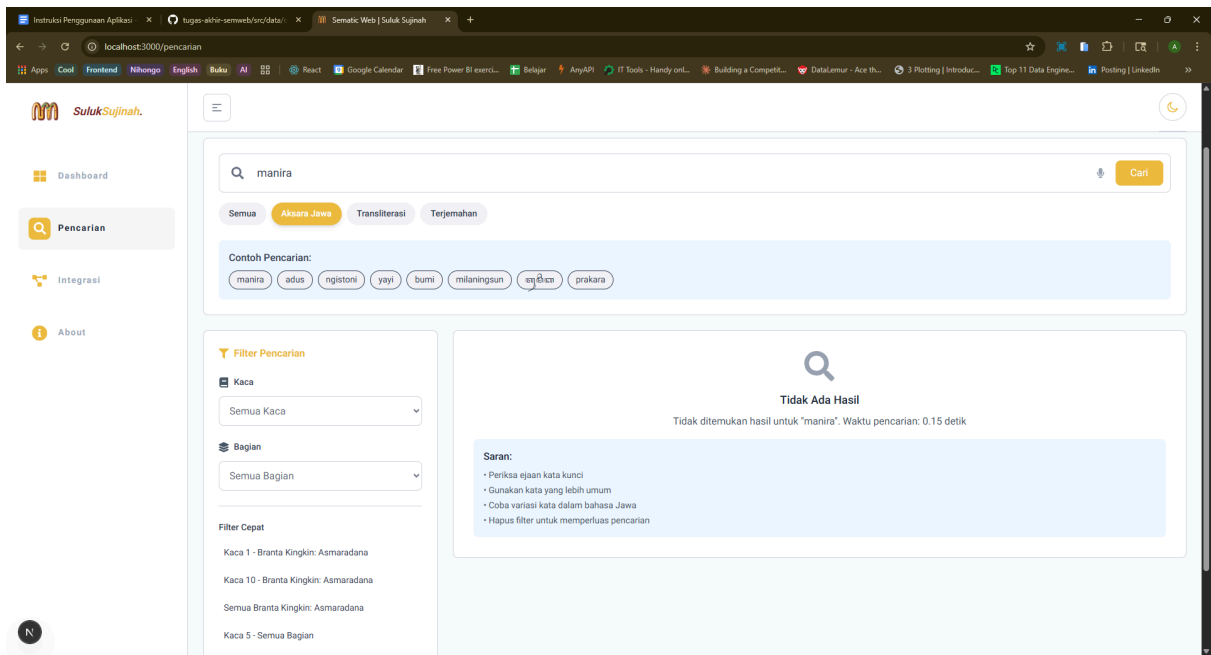 Instruksi Penggunaan Aplikasi
tugas-akhir-semweb/src/data/
Sematic Web | Suluk Sujinah
localhost:3000/pencarian
A
Apps Cool Frontend Nihongo English Buku AI React Google Calendar Free Power BI exerci... Belajar AnyAPI IT Tools - Handy onl... Building a Competit... DataLemur - Ace th... 3 Plotting | Introduc... Top 11 Data Engine... Posting | LinkedIn
SulukSujinah.
Dashboard
Pencarian
Integrasi
About
N
manira
Cari
Semua Aksara Jawa Transliterasi Terjemahan
Contoh Pencarian:
manira adus ngistoni yayi bumi milaningsun prakara
Filter Pencarian
Kaca
Semua Kaca
Bagian
Semua Bagian
Filter Cepat
Kaca 1 - Branta Kingkin: Asmaradana
Kaca 10 - Branta Kingkin: Asmaradana
Semua Branta Kingkin: Asmaradana
Kaca 5 - Semua Bagian
Tidak Ada Hasil
Tidak ditemukan hasil untuk "manira". Waktu pencarian: 0.15 detik
Saran:
• Periksa ejaan kata kunci
• Gunakan kata yang lebih umum
• Coba variasi kata dalam bahasa Jawa
• Hapus filter untuk memperluas pencarian